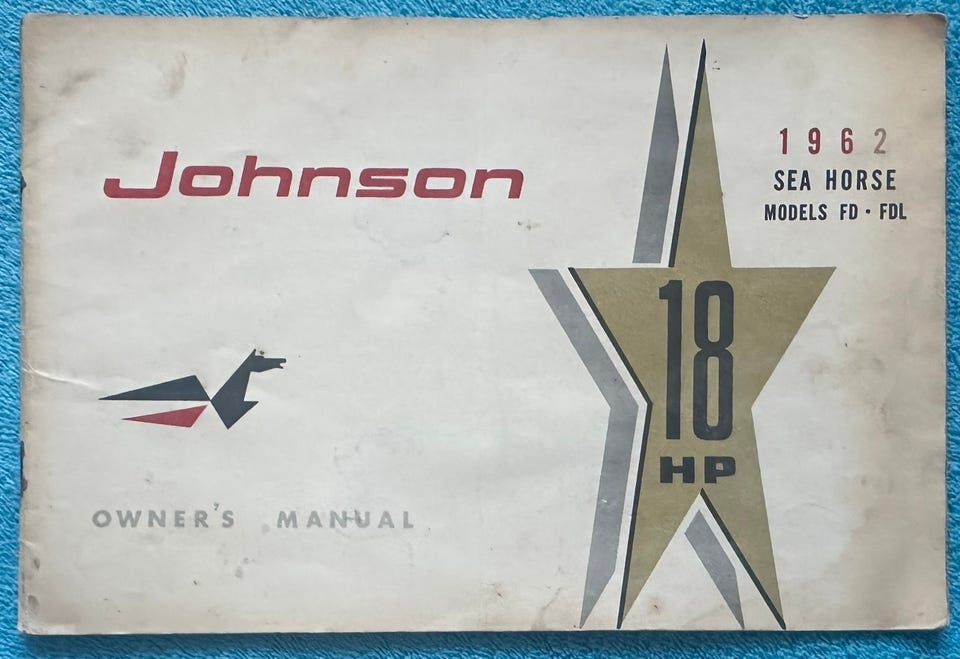 Johnson
1962
SEA HORSE
MODELS FD • FDL
18
HP
OWNER'S MANUAL